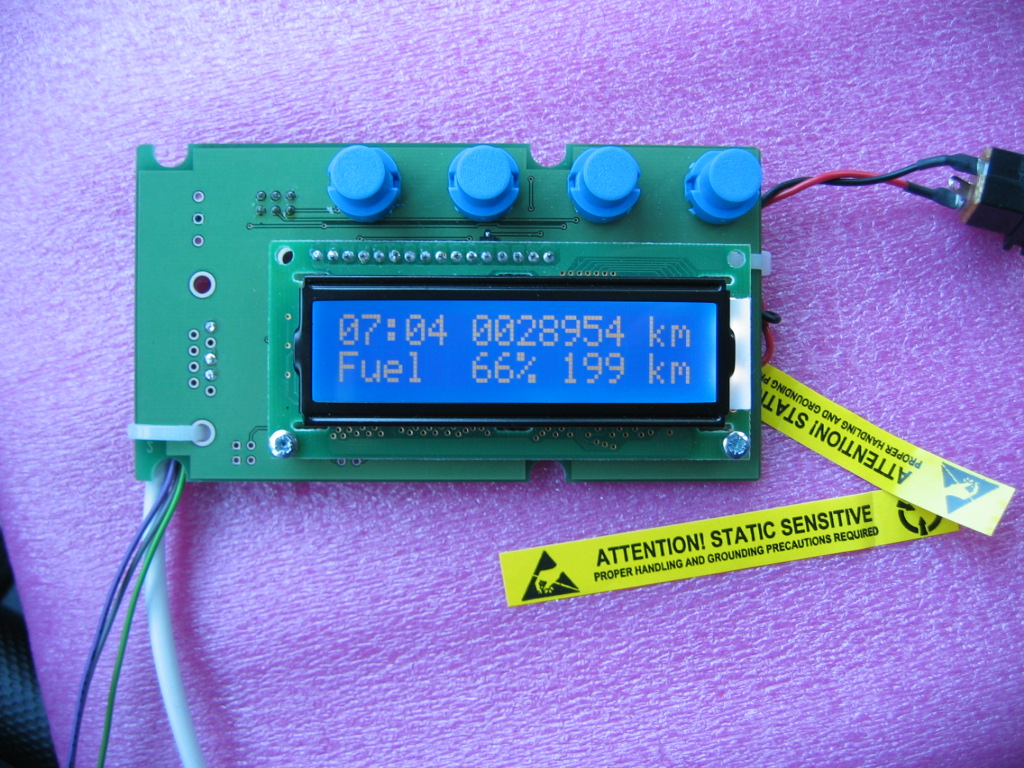 07:04 0028954 km
Fuel 66% 199 km
ATTENTION! STATI
PROPER HANDLING AND GROUNDING P
ATTENTION! STATIC SENSITIVE
PROPER HANDLING AND GROUNDING PRECAUTIONS REQUIRED